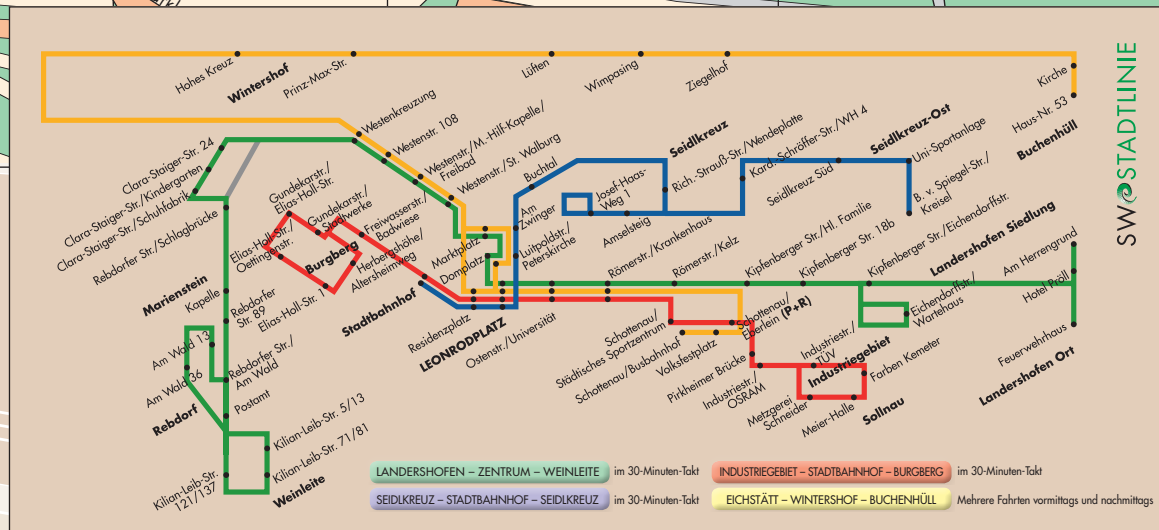 Hohes Kreuz
Wintershof
Prinz-Max-Str.
Lüften
Wimpasing
Ziegelhof
Kirche
Haus-Nr. 53
Buchenhüll
SW STADTLINIE
Westenkreuzung
Westenstr. 108
Westenstr./M.-Hilf-Kapelle/
Freibad
Westenstr./St. Walburg
Buchtal
Am
Zwinger
Luitpoldstr./
Peterskirche
Josef-Haas-
Weg 1
Amselsteig
Seidlkreuz
Rich.-Strauß-Str./Wendeplatte
Kard.-Schröffer-Str./WH 4
Seidlkreuz Süd
Seidlkreuz-Ost
Uni-Sportanlage
B. v. Spiegel-Str./
Kreisel
Clara-Staiger-Str. 24
Clara-Staiger-Str./Kindergarten
Clara-Staiger-Str./Schuhfabrik
Rebdorfer Str./Schlagbrücke
Marienstein
Kapelle
Rebdorfer
Str. 89
Gundekarstr./
Elias-Holl-Str.
Gundekarstr./
Stadtwerke
Freiwasserstr./
Badwiese
Elias-Holl-Str./
Oettingenstr.
Burgberg
Herbergshöhe/
Altersheimweg
Elias-Holl-Str. 1
Stadtbahnhof
Marktplatz
Domplatz
Residenzplatz
LEONRODPLATZ
Ostenstr./Universität
Römerstr./Krankenhaus
Römerstr./Kelz
Kipfenberger Str./Hl. Familie
Kipfenberger Str. 18b
Kipfenberger Str./Eichendorffstr.
Landershofen Siedlung
Am Herrengrund
Hotel Pröll
Feuerwehrhaus
Landershofen Ort
Eichendorffstr./
Wartehaus
Schottenau/
Städtisches Sportzentrum
Schottenau/Busbahnhof
Volksfestplatz
Schottenau/
Eberlein (P+R)
Pirkheimer Brücke
Industriestr./
OSRAM
Industriestr./
TÜV
Industriegebiet
Farben Kemeter
Metzgerei
Schneider
Meier-Halle
Sollnau
Am Wald 13
Am Wald 36
Rebdorf
Rebdorfer Str./
Am Wald
Postamt
Kilian-Leib-Str. 5/13
Kilian-Leib-Str. 71/81
Kilian-Leib-Str.
121/137
Weinleite
LANDERSHOFEN – ZENTRUM – WEINLEITE im 30-Minuten-Takt
INDUSTRIEGEBIET – STADTBAHNHOF – BURGBERG im 30-Minuten-Takt
SEIDLKREUZ – STADTBAHNHOF – SEIDLKREUZ im 30-Minuten-Takt
EICHSTÄTT – WINTERSHOF – BUCHENHÜLL Mehrere Fahrten vormittags und nachmittags